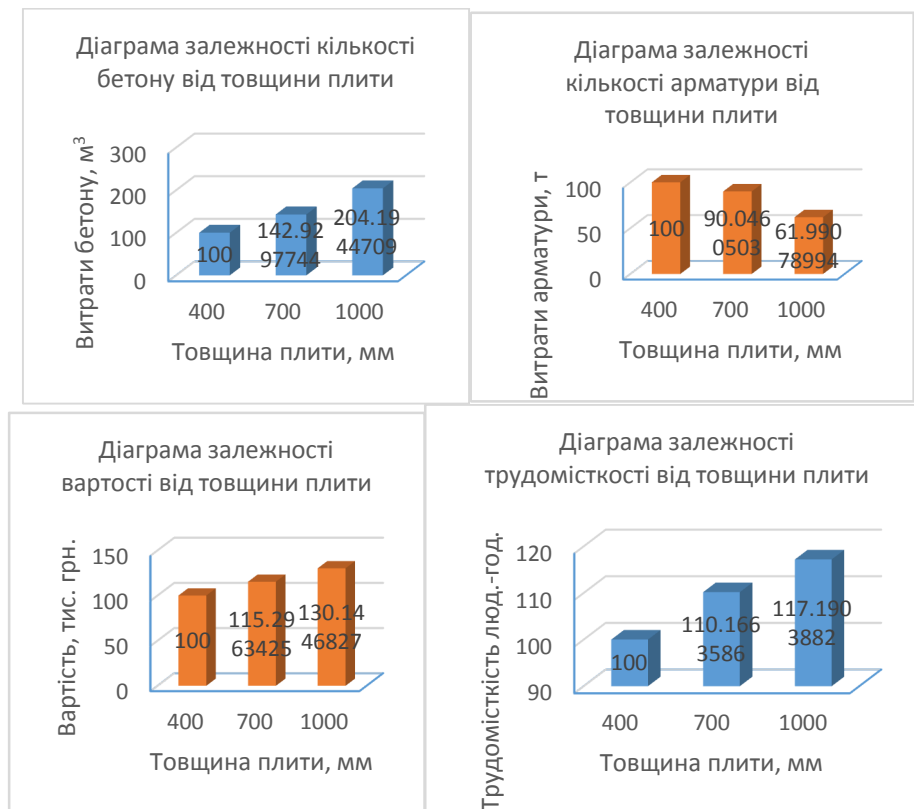 Діаграма залежності кількості
бетону від товщини плити
Витрати бетону, м³
300
200
100
0
100
142.92
97744
204.19
44709
400 700 1000
Товщина плити, мм
Діаграма залежності
кількості арматури від
товщини плити
Витрати арматури, т
100
50
0
100
90.046
0503
61.990
78994
400 700 1000
Товщина плити, мм
Діаграма залежності
вартості від товщини плити
Вартість, тис. грн.
150
100
50
0
100
115.29
63425
130.14
46827
400 700 1000
Товщина плити, мм
Діаграма залежності
трудомісткості від товщини плити
Трудомісткість люд.-год.
120
110
100
90
100
110.166
3586
117.190
3882
400 700 1000
Товщина плити, мм